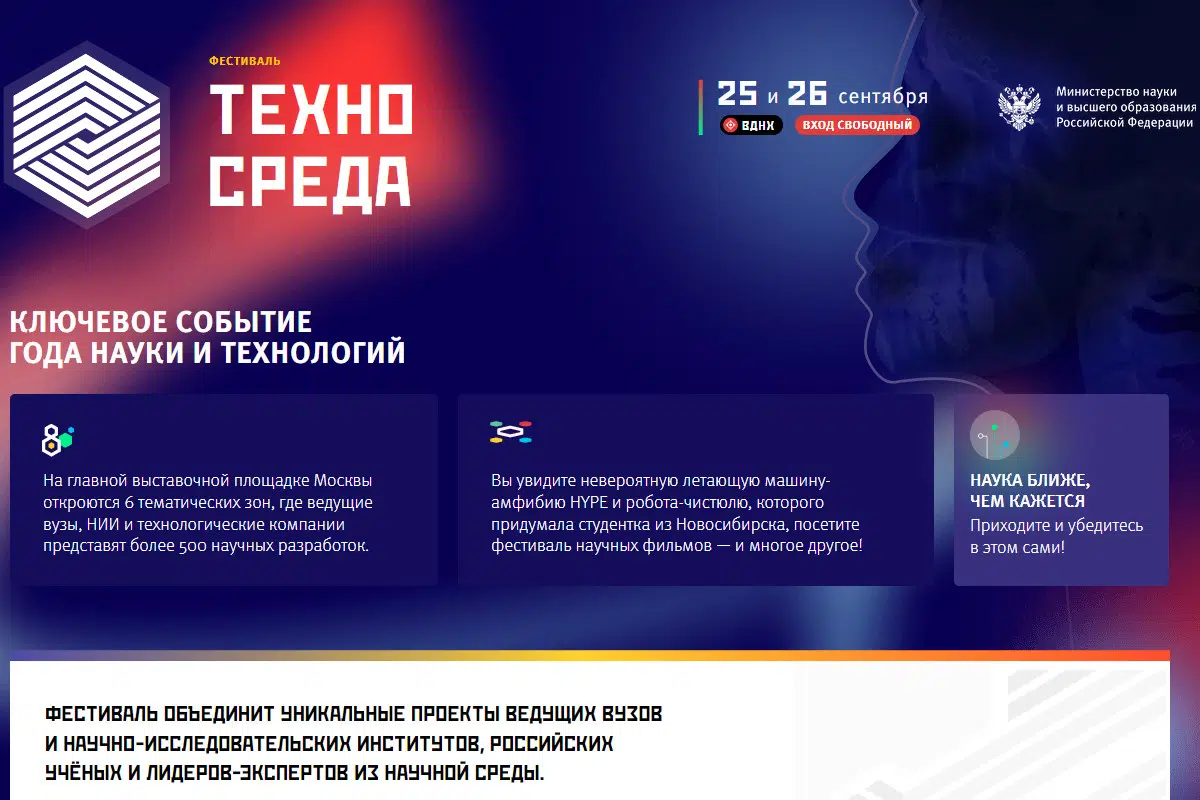 ФЕСТИВАЛЬ
ТЕХНО
СРЕДА
25 и 26 сентября
ВДНХ
ВХОД СВОБОДНЫЙ
Министерство науки
и высшего образования
Российской Федерации
КЛЮЧЕВОЕ СОБЫТИЕ
ГОДА НАУКИ И ТЕХНОЛОГИЙ
На главной выставочной площадке Москвы
откроются 6 тематических зон, где ведущие
вузы, НИИ и технологические компании
представят более 500 научных разработок.
Вы увидите невероятную летающую машину-
амфибию HYPE и робота-чистюлю, которого
придумала студентка из Новосибирска, посетите
фестиваль научных фильмов — и многое другое!
НАУКА БЛИЖЕ,
ЧЕМ КАЖЕТСЯ
Приходите и убедитесь
в этом сами!
ФЕСТИВАЛЬ ОБЪЕДИНИТ УНИКАЛЬНЫЕ ПРОЕКТЫ ВЕДУЩИХ ВУЗОВ
И НАУЧНО-ИССЛЕДОВАТЕЛЬСКИХ ИНСТИТУТОВ, РОССИЙСКИХ
УЧЁНЫХ И ЛИДЕРОВ-ЭКСПЕРТОВ ИЗ НАУЧНОЙ СРЕДЫ.